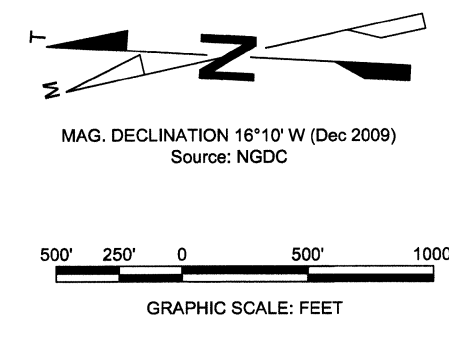 T
N
M
MAG. DECLINATION 16°10' W (Dec 2009)
Source: NGDC
500' 250' 0 500' 1000
GRAPHIC SCALE: FEET